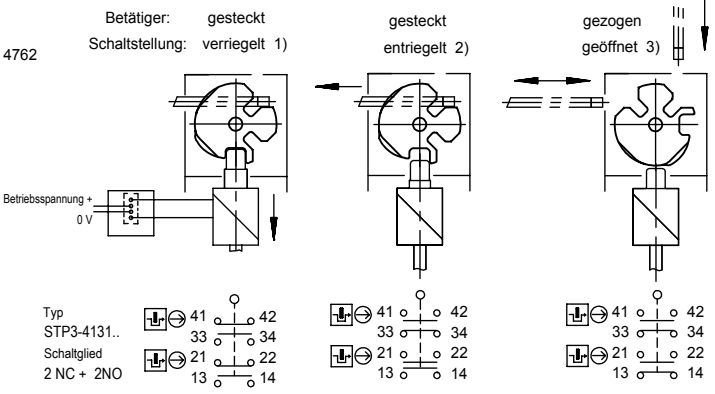 Betätiger: gesteckt gesteckt gezogen
4762 Schaltstellung: verriegelt 1) entriegelt 2) geöffnet 3)
Betriebsspannung +
0 V
Typ
STP3-4131..
Schaltglied
2 NC + 2NO
41 42
33 34
21 22
13 14
41 42
33 34
21 22
13 14
41 42
33 34
21 22
13 14